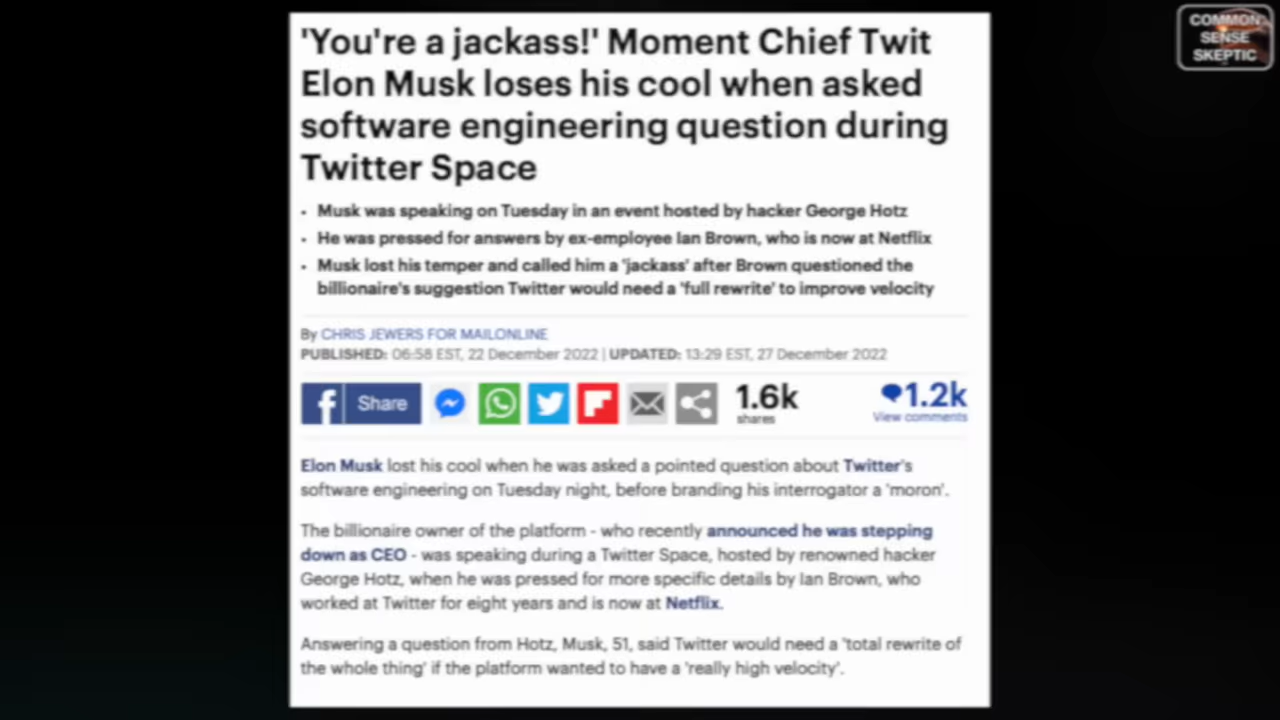 'You're a jackass!' Moment Chief Twit
Elon Musk loses his cool when asked
software engineering question during
Twitter Space
• Musk was speaking on Tuesday in an event hosted by hacker George Hotz
• He was pressed for answers by ex-employee Ian Brown, who is now at Netflix
• Musk lost his temper and called him a 'jackass' after Brown questioned the
billionaire's suggestion Twitter would need a 'full rewrite' to improve velocity
By CHRIS JEWERS FOR MAILONLINE
PUBLISHED: 06:58 EST, 22 December 2022 | UPDATED: 13:29 EST, 27 December 2022
f Share 1.6k shares 1.2k View comments
Elon Musk lost his cool when he was asked a pointed question about Twitter's
software engineering on Tuesday night, before branding his interrogator a 'moron'.
The billionaire owner of the platform - who recently announced he was stepping
down as CEO - was speaking during a Twitter Space, hosted by renowned hacker
George Hotz, when he was pressed for more specific details by Ian Brown, who
worked at Twitter for eight years and is now at Netflix.
Answering a question from Hotz, Musk, 51, said Twitter would need a 'total rewrite of
the whole thing' if the platform wanted to have a 'really high velocity'.
COMMON
SENSE
SKEPTIC